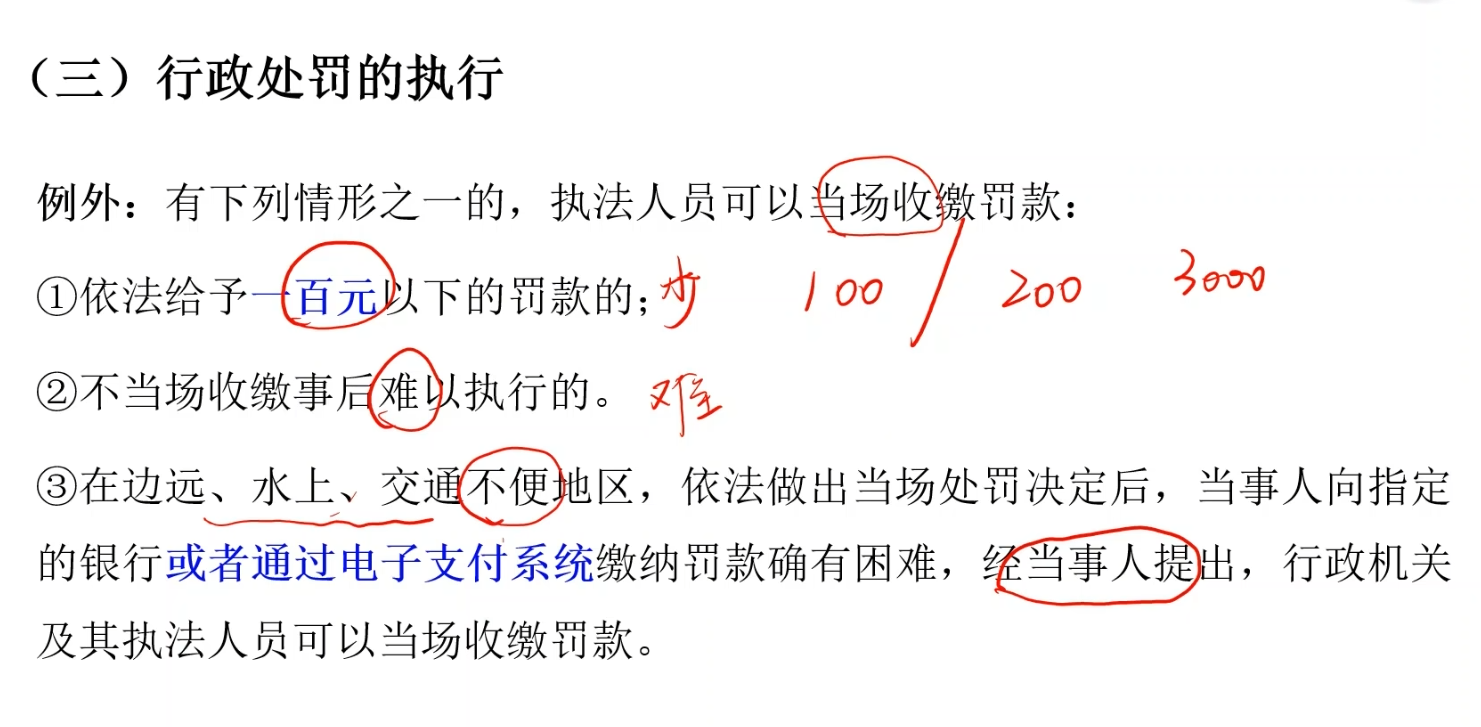 （三）行政处罚的执行
例外：有下列情形之一的，执法人员可以当场收缴罚款：
①依法给予一百元以下的罚款的；少 100 / 200 3000
②不当场收缴事后难以执行的。 难
③在边远、水上、交通不便地区，依法做出当场处罚决定后，当事人向指定
的银行或者通过电子支付系统缴纳罚款确有困难，经当事人提出，行政机关
及其执法人员可以当场收缴罚款。